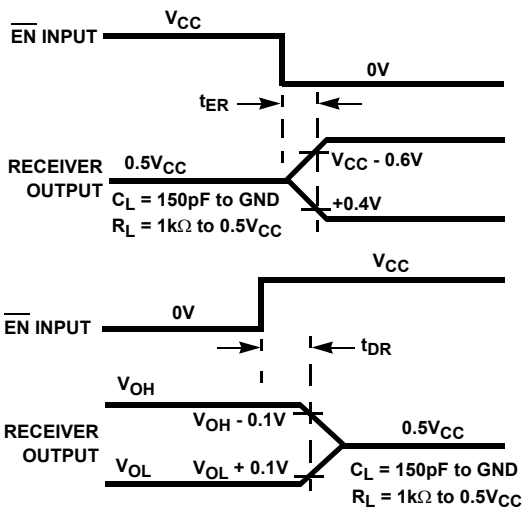 V_CC
E̅N̅ INPUT
0V
t_ER
RECEIVER OUTPUT
0.5V_CC
V_CC - 0.6V
C_L = 150pF to GND
+0.4V
R_L = 1kΩ to 0.5V_CC
V_CC
0V
E̅N̅ INPUT
t_DR
V_OH
V_OH - 0.1V
0.5V_CC
RECEIVER OUTPUT
V_OL
V_OL + 0.1V
C_L = 150pF to GND
R_L = 1kΩ to 0.5V_CC